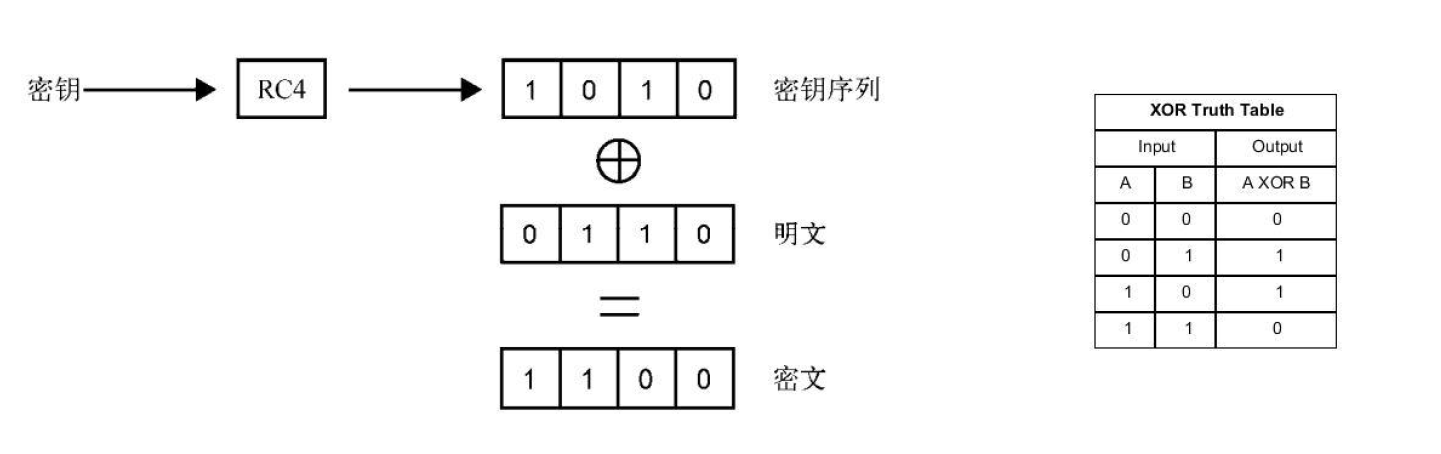 密钥 RC4 1 0 1 0 密钥序列
0 1 1 0 明文
1 1 0 0 密文
XOR Truth Table
Input Output
A B A XOR B
0 0 0
0 1 1
1 0 1
1 1 0